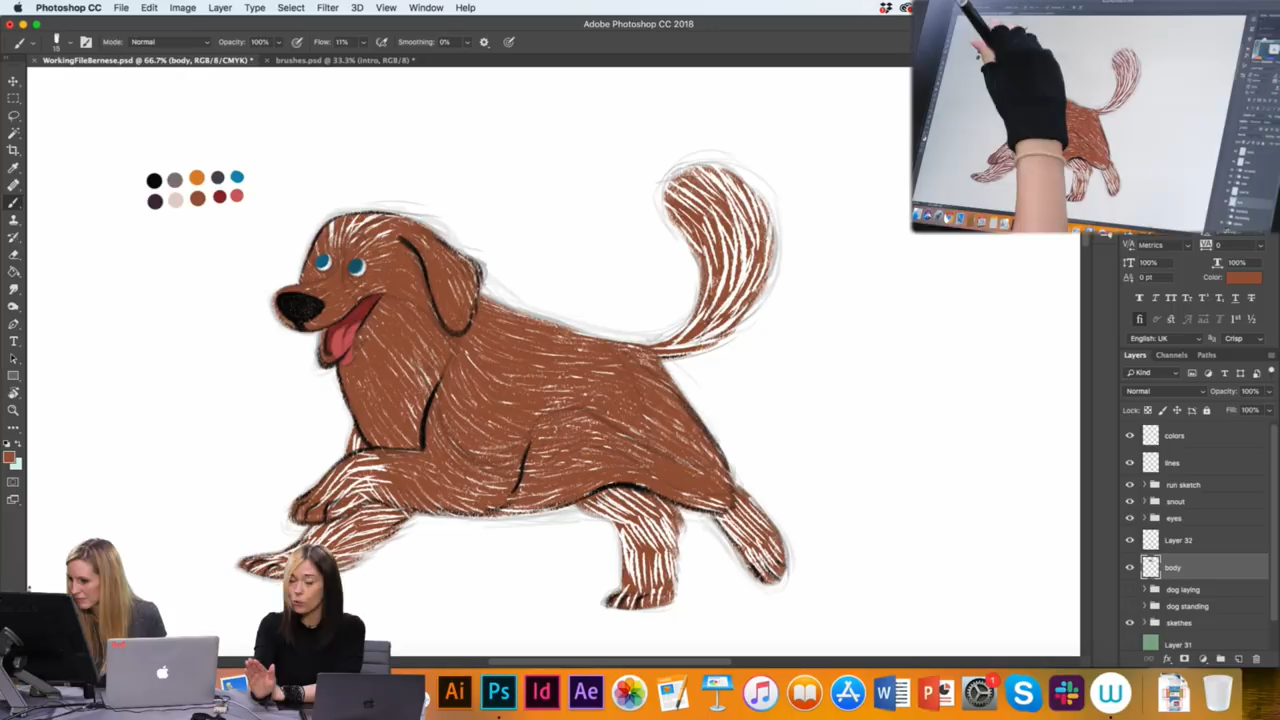 Photoshop CC File Edit Image Layer Type Select Filter 3D View Window Help
Adobe Photoshop CC 2018
15 Mode: Normal Opacity: 100% Flow: 11% Smoothing: 0%
WorkingFileBernese.psd @ 66.7% (body, RGB/8/CMYK) * brushes.psd @ 33.3% (intro, RGB/8) *
Metrics 0
100% 100%
0 pt Color:
English: UK Crisp
Layers Channels Paths
Kind
Normal Opacity: 100%
Lock: Fill: 100%
colors
lines
run sketch
snout
eyes
Layer 32
body
dog laying
dog standing
skethes
Layer 31
Ai Ps Id Ae W P 1 S W